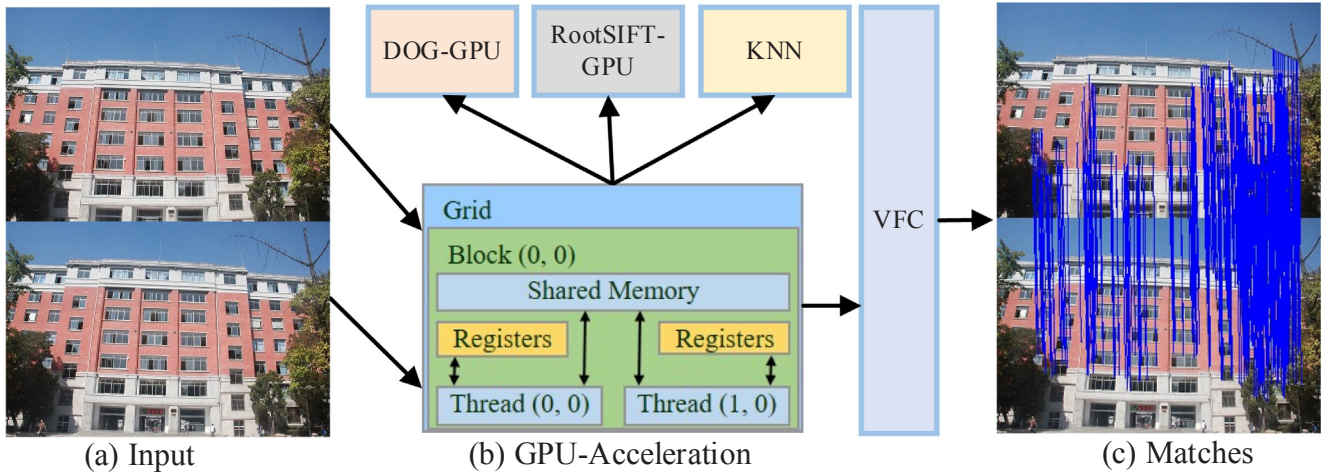 DOG-GPU
RootSIFT-
GPU
KNN
Grid
Block (0, 0)
Shared Memory
Registers
Registers
Thread (0, 0)
Thread (1, 0)
VFC
(a) Input
(b) GPU-Acceleration
(c) Matches